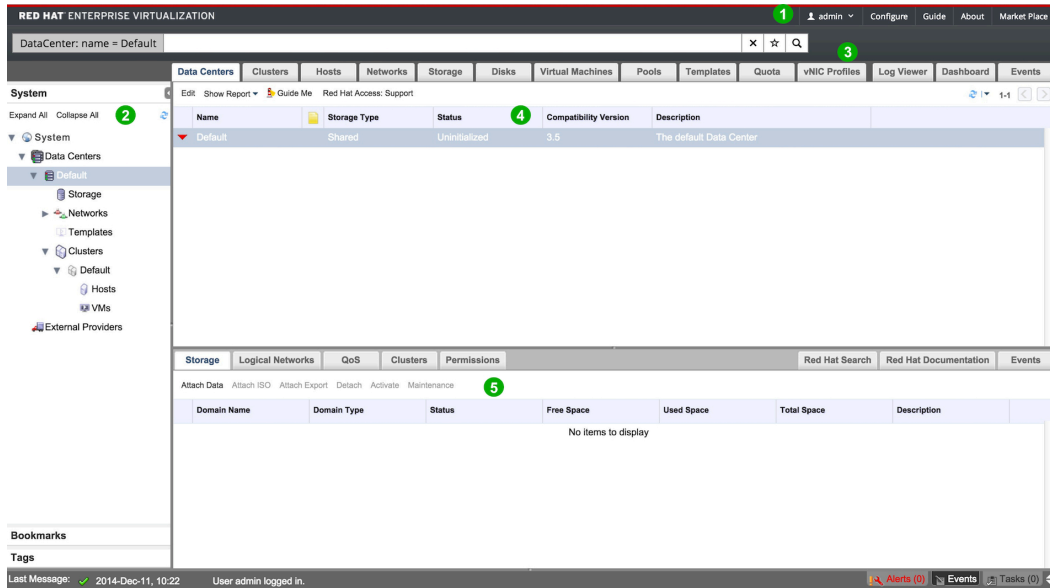 RED HAT ENTERPRISE VIRTUALIZATION 1 admin Configure Guide About Market Place
DataCenter: name = Default
3
Data Centers Clusters Hosts Networks Storage Disks Virtual Machines Pools Templates Quota vNIC Profiles Log Viewer Dashboard Events
System
Edit Show Report Guide Me Red Hat Access: Support 1-1
Expand All Collapse All 2
Name Storage Type Status 4 Compatibility Version Description
Default Shared Uninitialized 3.5 The default Data Center
System
Data Centers
Default
Storage
Networks
Templates
Clusters
Default
Hosts
VMs
External Providers
Storage Logical Networks QoS Clusters Permissions Red Hat Search Red Hat Documentation Events
Attach Data Attach ISO Attach Export Detach Activate Maintenance 5
Domain Name Domain Type Status Free Space Used Space Total Space Description
No items to display
Bookmarks
Tags
Last Message: 2014-Dec-11, 10:22 User admin logged in. Alerts (0) Events Tasks (0)